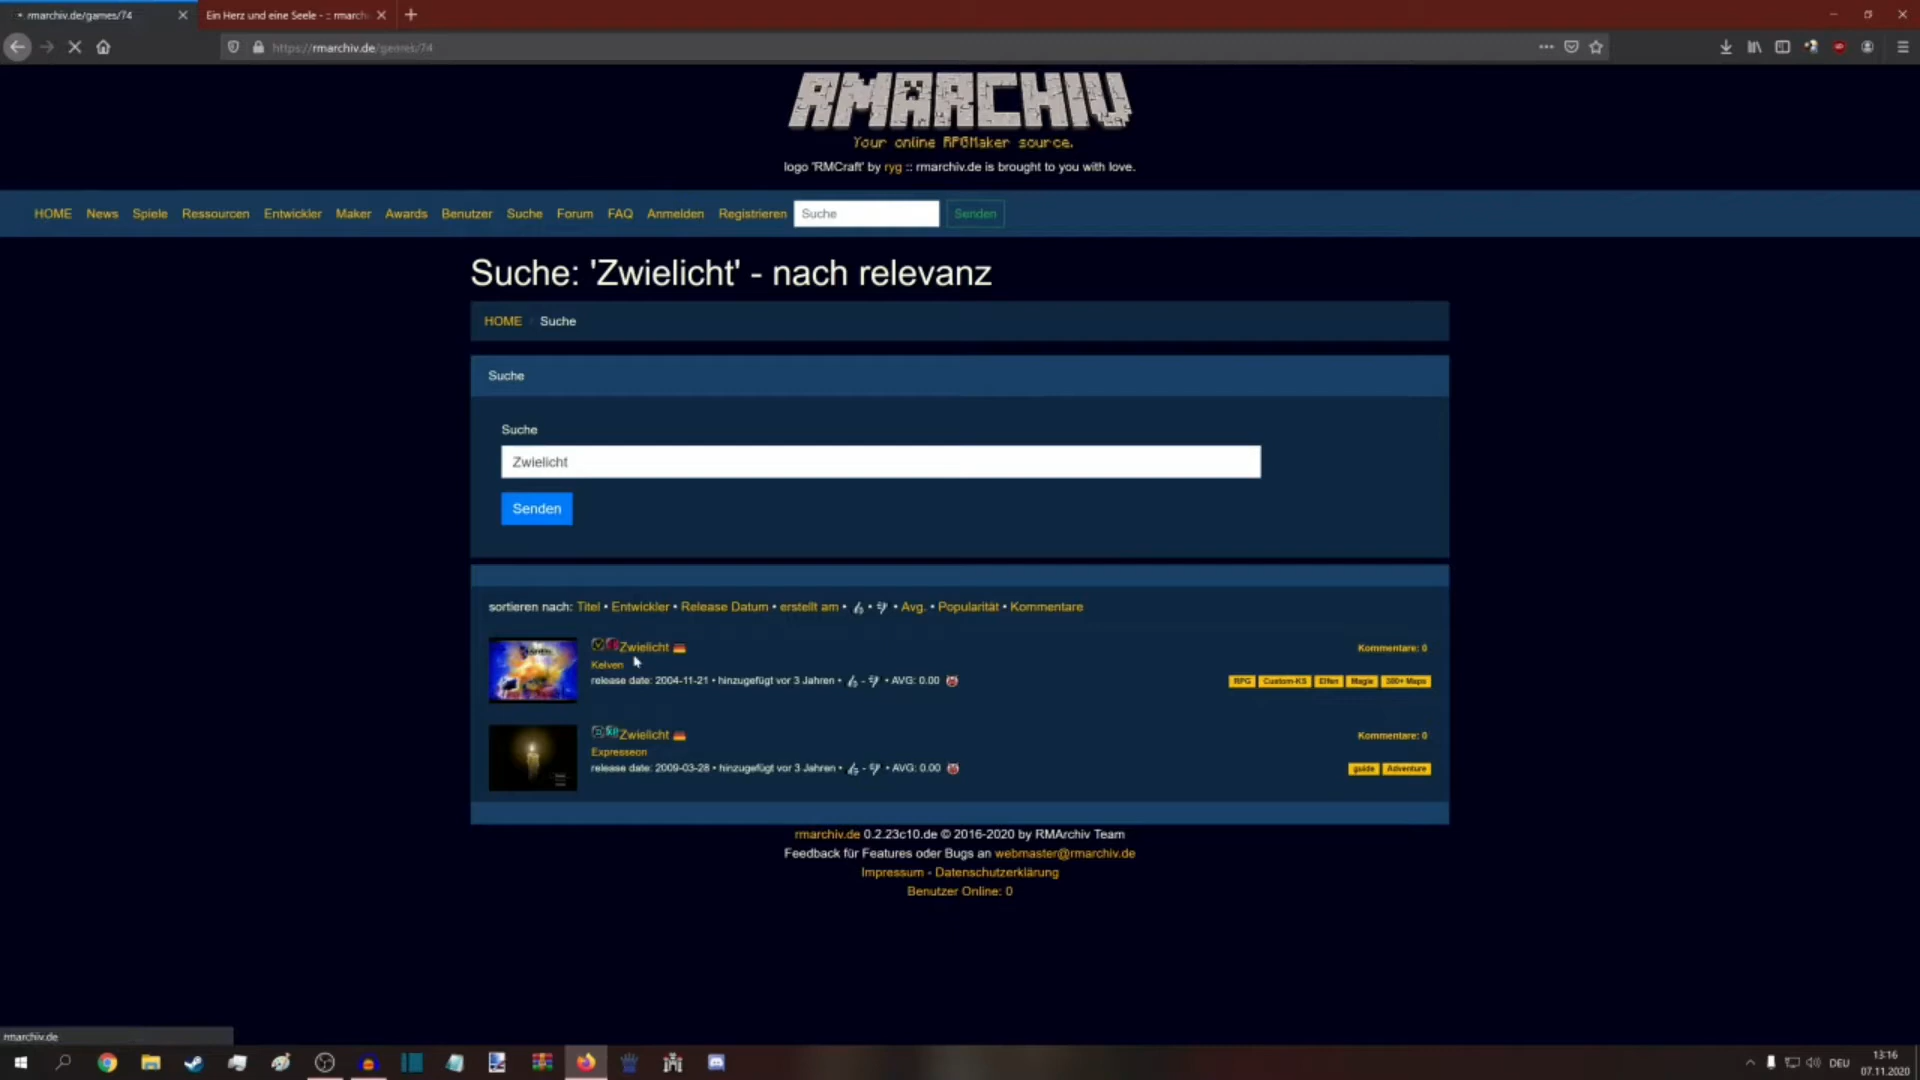 rmarchiv.de/games/74
Ein Herz und eine Seele - :: rmarch
https://rmarchiv.de/games/74
RMARCHIV
Your online RPGMaker source.
logo 'RMCraft' by ryg :: rmarchiv.de is brought to you with love.
HOME News Spiele Ressourcen Entwickler Maker Awards Benutzer Suche Forum FAQ Anmelden Registrieren Suche Senden
Suche: 'Zwielicht' - nach relevanz
HOME Suche
Suche
Suche
Zwielicht
Senden
sortieren nach: Titel • Entwickler • Release Datum • erstellt am • • • Avg. • Popularität • Kommentare
Zwielicht
Kommentare: 0
Kelven
release date: 2004-11-21 • hinzugefügt vor 3 Jahren • - • AVG: 0.00
RPG Custom-KS Elfen Magie 300+ Maps
Zwielicht
Kommentare: 0
Expresseon
release date: 2009-03-28 • hinzugefügt vor 3 Jahren • - • AVG: 0.00
guide Adventure
rmarchiv.de 0.2.23c10.de © 2016-2020 by RMArchiv Team
Feedback für Features oder Bugs an webmaster@rmarchiv.de
Impressum - Datenschutzerklärung
Benutzer Online: 0
rmarchiv.de
DEU
13:16
07.11.2020